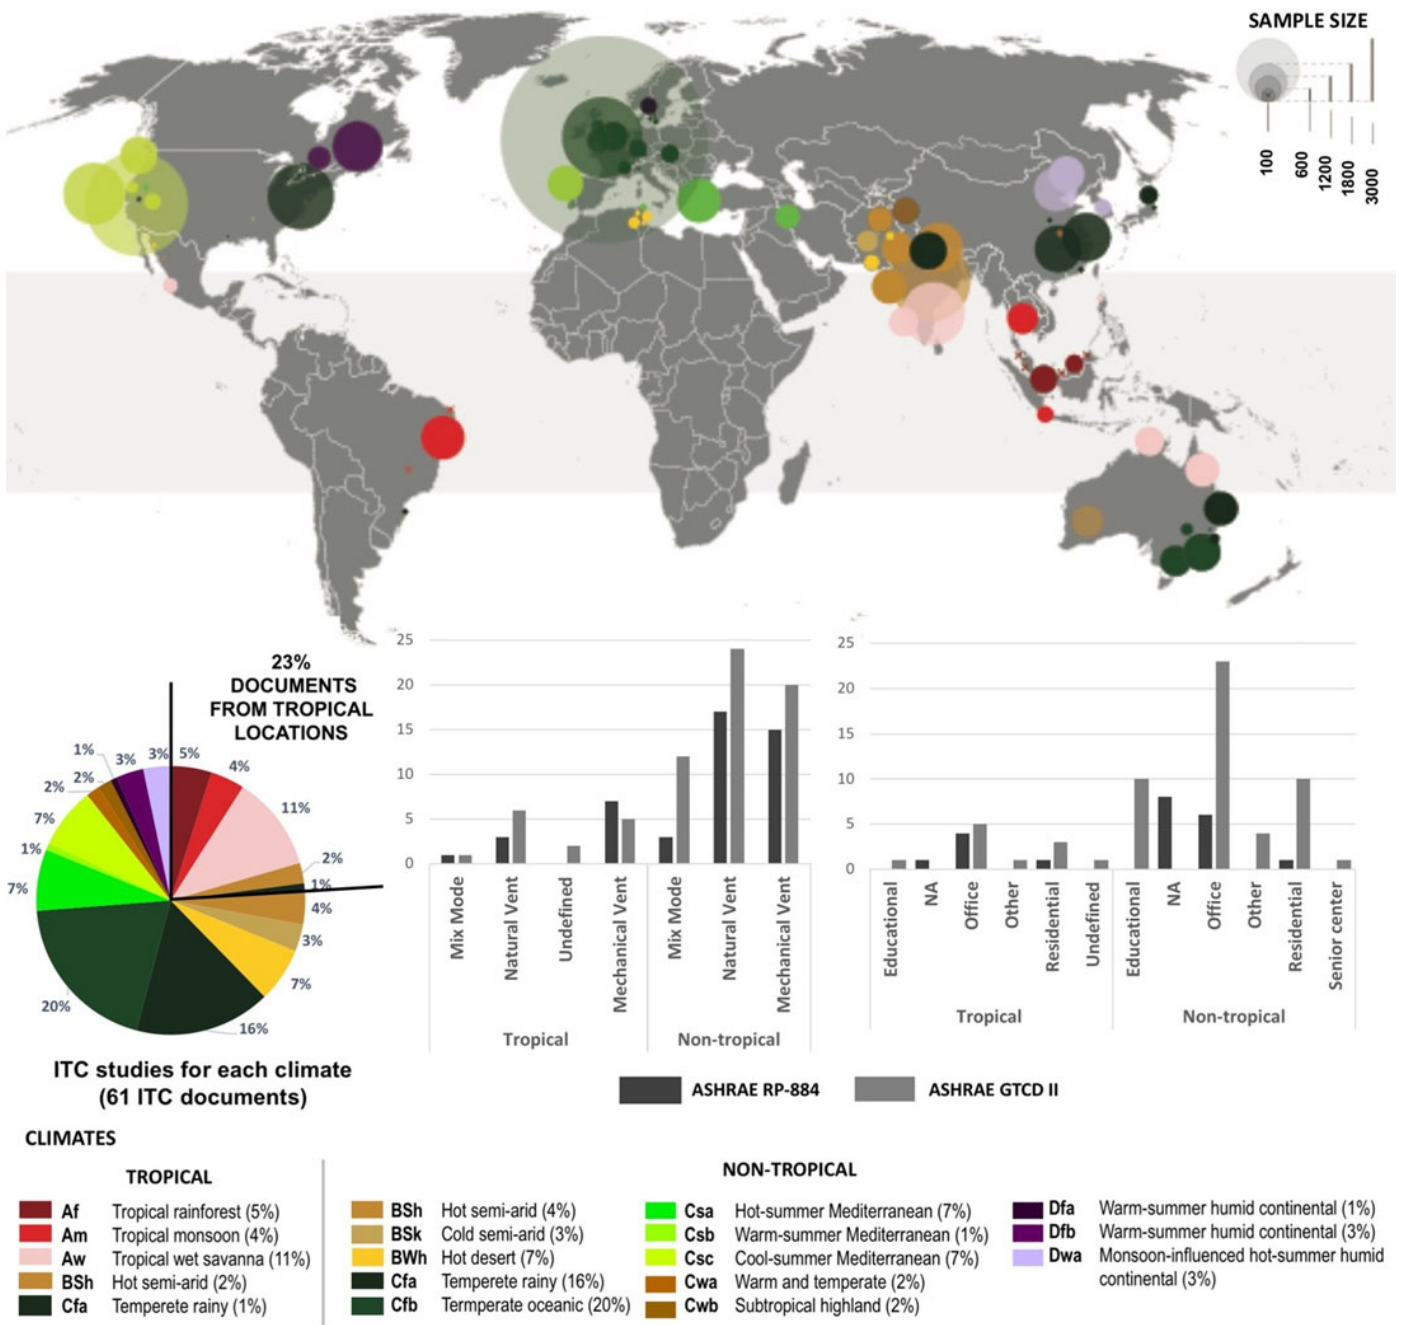 SAMPLE SIZE
100
600
1200
1800
3000
23%
DOCUMENTS
FROM TROPICAL
LOCATIONS
1%
3%
3%
5%
4%
11%
2%
1%
4%
3%
7%
16%
20%
7%
1%
7%
2%
2%
ITC studies for each climate
(61 ITC documents)
25
20
15
10
5
0
Mix Mode
Natural Vent
Undefined
Mechanical Vent
Mix Mode
Natural Vent
Mechanical Vent
Tropical
Non-tropical
25
20
15
10
5
0
Educational
NA
Office
Other
Residential
Undefined
Educational
NA
Office
Other
Residential
Senior center
Tropical
Non-tropical
ASHRAE RP-884
ASHRAE GTCD II
CLIMATES
TROPICAL
Af Tropical rainforest (5%)
Am Tropical monsoon (4%)
Aw Tropical wet savanna (11%)
BSh Hot semi-arid (2%)
Cfa Temperete rainy (1%)
NON-TROPICAL
BSh Hot semi-arid (4%)
BSk Cold semi-arid (3%)
BWh Hot desert (7%)
Cfa Temperete rainy (16%)
Cfb Termperate oceanic (20%)
Csa Hot-summer Mediterranean (7%)
Csb Warm-summer Mediterranean (1%)
Csc Cool-summer Mediterranean (7%)
Cwa Warm and temperate (2%)
Cwb Subtropical highland (2%)
Dfa Warm-summer humid continental (1%)
Dfb Warm-summer humid continental (3%)
Dwa Monsoon-influenced hot-summer humid
continental (3%)